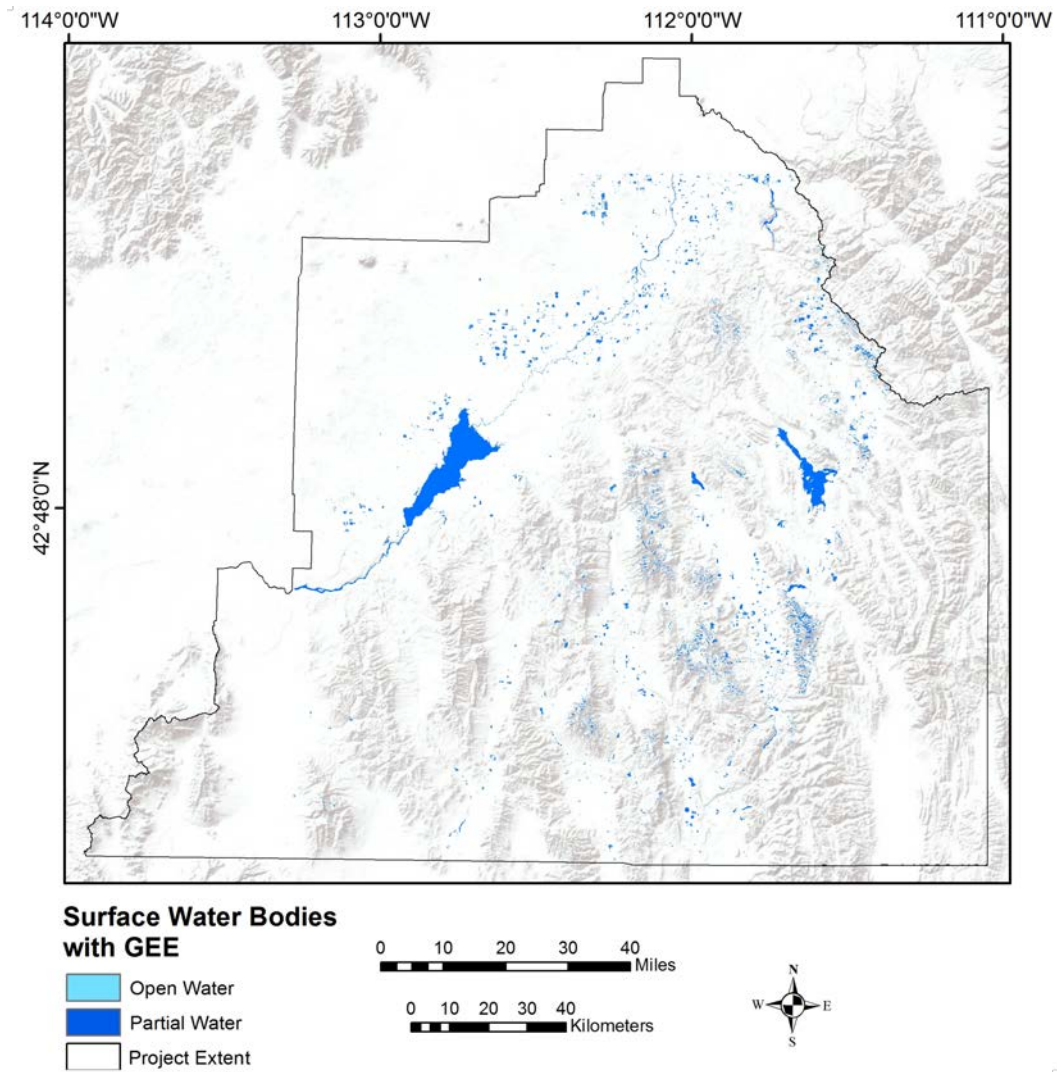 114°0'0"W 113°0'0"W 112°0'0"W 111°0'0"W
42°48'0"N
Surface Water Bodies
with GEE
Open Water
Partial Water
Project Extent
0 5 10 20 30 40
Miles
0 5 10 20 30 40
Kilometers
N
W E
S